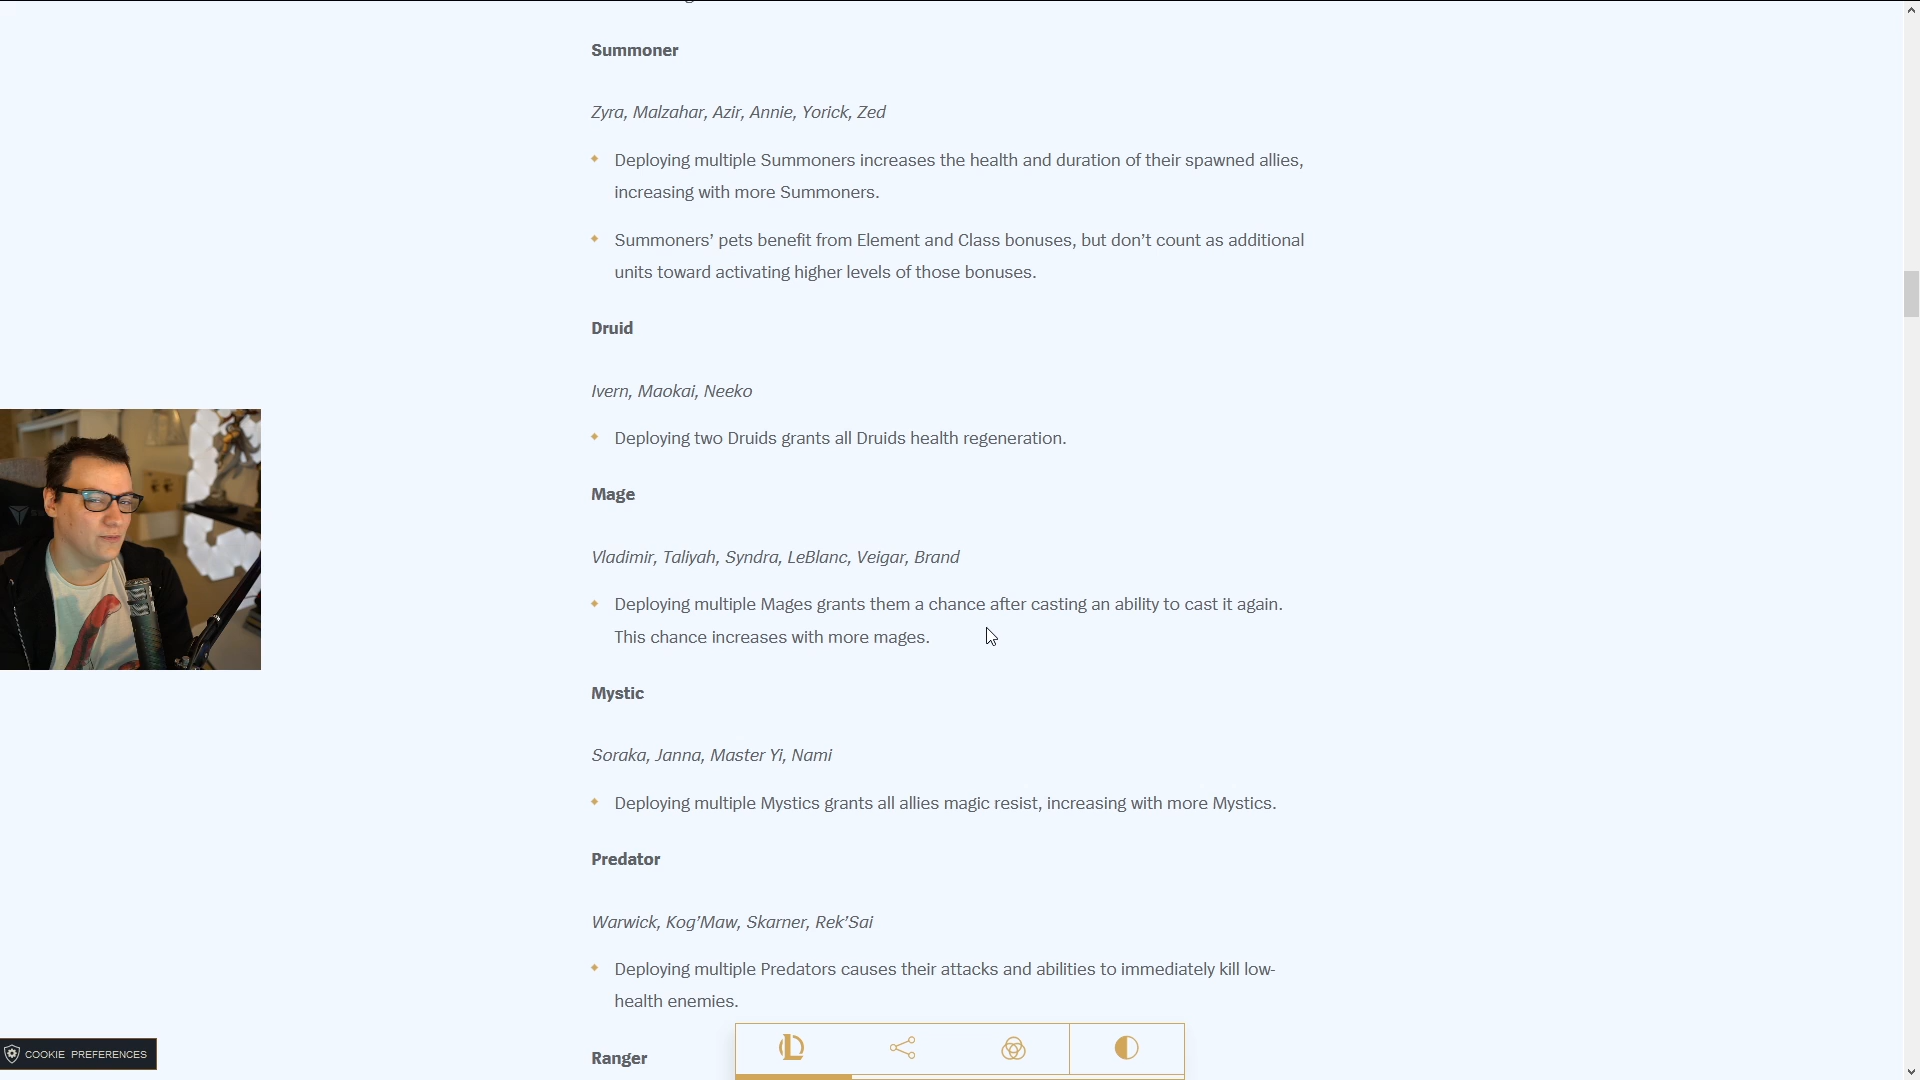 Summoner
Zyra, Malzahar, Azir, Annie, Yorick, Zed
Deploying multiple Summoners increases the health and duration of their spawned allies,
increasing with more Summoners.
Summoners’ pets benefit from Element and Class bonuses, but don’t count as additional
units toward activating higher levels of those bonuses.
Druid
Ivern, Maokai, Neeko
Deploying two Druids grants all Druids health regeneration.
Mage
Vladimir, Taliyah, Syndra, LeBlanc, Veigar, Brand
Deploying multiple Mages grants them a chance after casting an ability to cast it again.
This chance increases with more mages.
Mystic
Soraka, Janna, Master Yi, Nami
Deploying multiple Mystics grants all allies magic resist, increasing with more Mystics.
Predator
Warwick, Kog’Maw, Skarner, Rek’Sai
Deploying multiple Predators causes their attacks and abilities to immediately kill low-
health enemies.
Ranger
COOKIE PREFERENCES